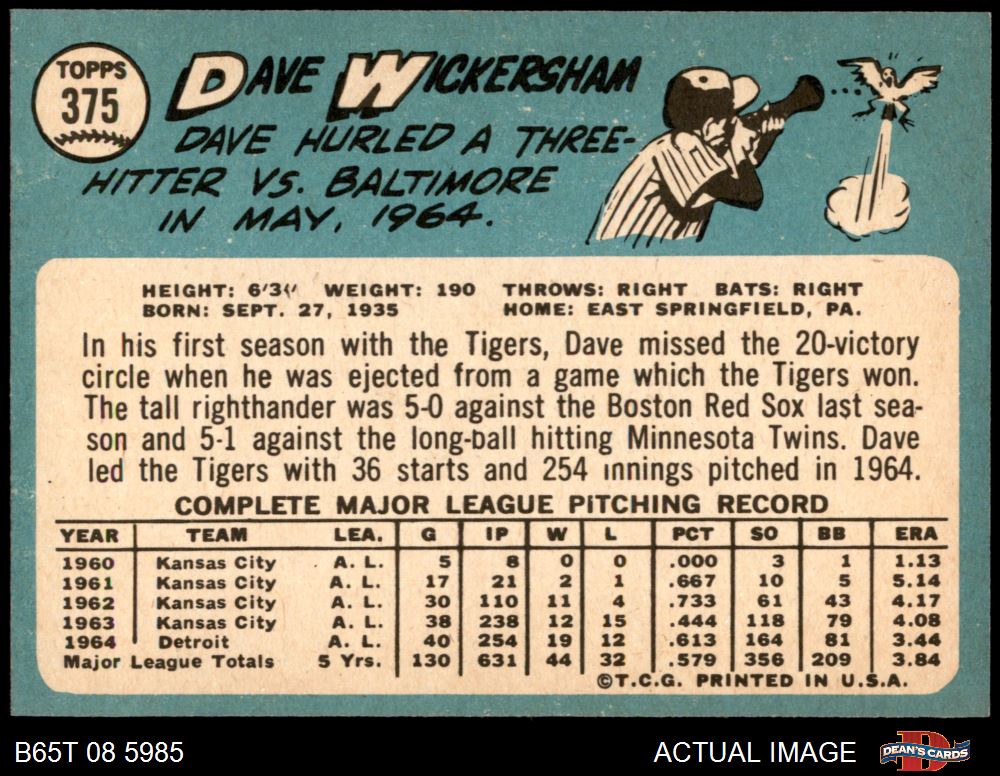 TOPPS
375
DAVE WICKERSHAM
DAVE HURLED A THREE-
HITTER VS. BALTIMORE
IN MAY, 1964.
HEIGHT: 6'3" WEIGHT: 190 THROWS: RIGHT BATS: RIGHT
BORN: SEPT. 27, 1935 HOME: EAST SPRINGFIELD, PA.
In his first season with the Tigers, Dave missed the 20-victory
circle when he was ejected from a game which the Tigers won.
The tall righthander was 5-0 against the Boston Red Sox last sea-
son and 5-1 against the long-ball hitting Minnesota Twins. Dave
led the Tigers with 36 starts and 254 innings pitched in 1964.
COMPLETE MAJOR LEAGUE PITCHING RECORD
YEAR TEAM LEA. G IP W L PCT SO BB ERA
1960 Kansas City A. L. 5 8 0 0 .000 3 1 1.13
1961 Kansas City A. L. 17 21 2 1 .667 10 5 5.14
1962 Kansas City A. L. 30 110 11 4 .733 61 43 4.17
1963 Kansas City A. L. 38 238 12 15 .444 118 79 4.08
1964 Detroit A. L. 40 254 19 12 .613 164 81 3.44
Major League Totals 5 Yrs. 130 631 44 32 .579 356 209 3.84
©T.C.G. PRINTED IN U.S.A.
B65T 08 5985
ACTUAL IMAGE
DEAN'S CARDS